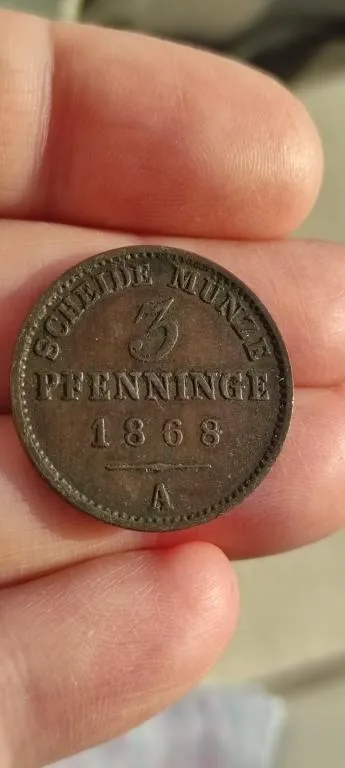 SCHEIDE MÜNZE
3
PFENNINGE
1868
A